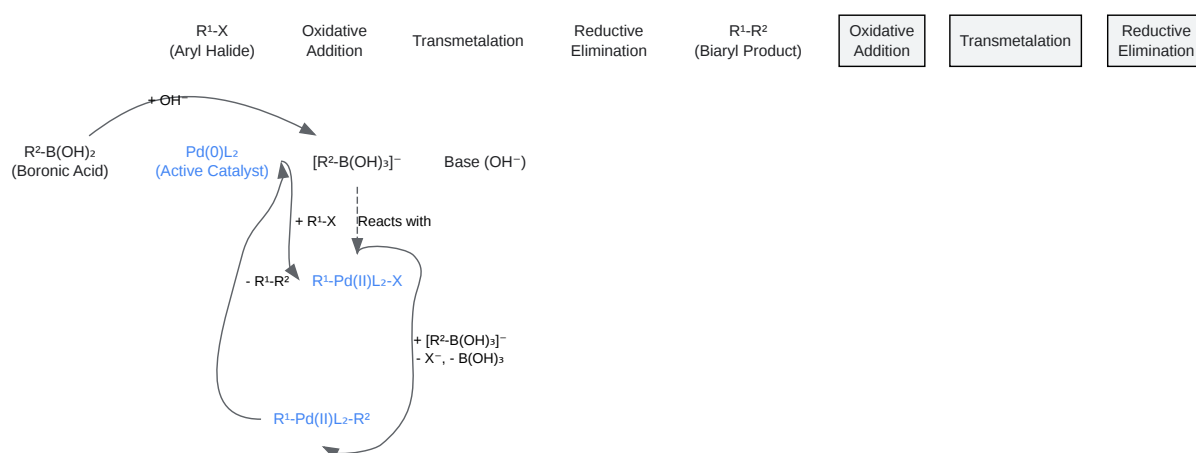 R¹-X
(Aryl Halide)
Oxidative
Addition
Transmetalation
Reductive
Elimination
R¹-R²
(Biaryl Product)
Oxidative
Addition
Transmetalation
Reductive
Elimination
+ OH⁻
R²-B(OH)₂
(Boronic Acid)
Pd(0)L₂
(Active Catalyst)
[R²-B(OH)₃]⁻
Base (OH⁻)
+ R¹-X
Reacts with
- R¹-R²
R¹-Pd(II)L₂-X
+ [R²-B(OH)₃]⁻
- X⁻, - B(OH)₃
R¹-Pd(II)L₂-R²